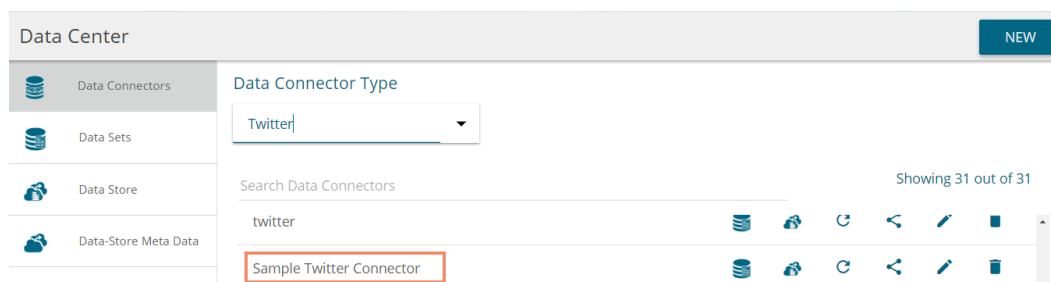 Data Center
NEW
Data Connectors
Data Sets
Data Store
Data-Store Meta Data
Data Connector Type
Twitter
Search Data Connectors
Showing 31 out of 31
twitter
Sample Twitter Connector